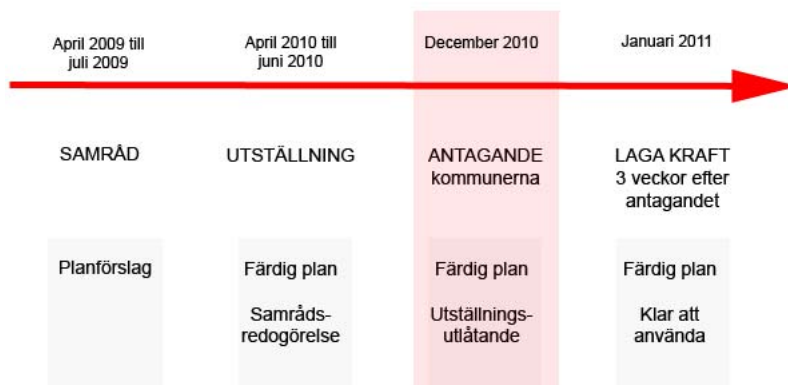 April 2009 till
juli 2009
April 2010 till
juni 2010
December 2010
Januari 2011
SAMRÅD
UTSTÄLLNING
ANTAGANDE
kommunerna
LAGA KRAFT
3 veckor efter
antagandet
Planförslag
Färdig plan
Samråds-
redogörelse
Färdig plan
Utställnings-
utlåtande
Färdig plan
Klar att
använda